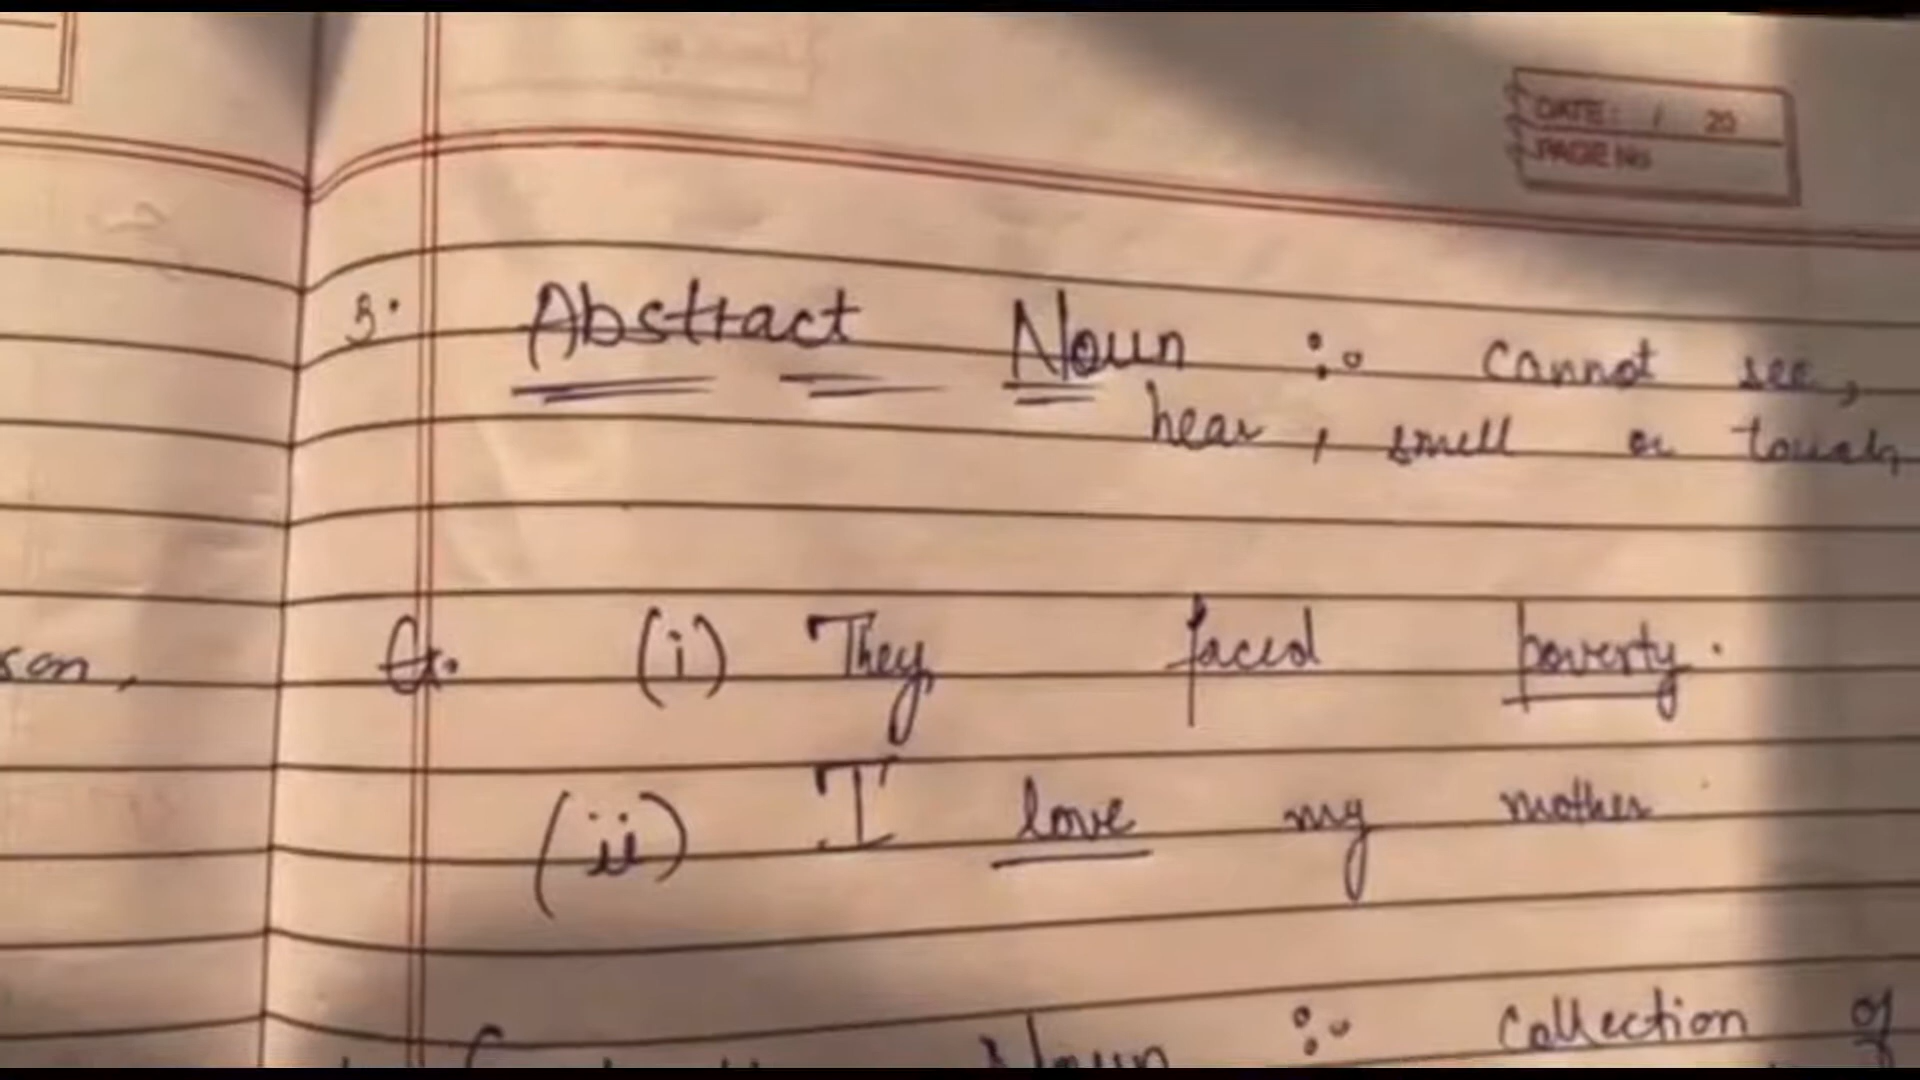 DATE: / 20
PAGE No
3. Abstract Noun :- cannot see,
hear, smell or touch
son,
(i) They faced poverty.
(ii) I love my mother
Noun :- Collection of